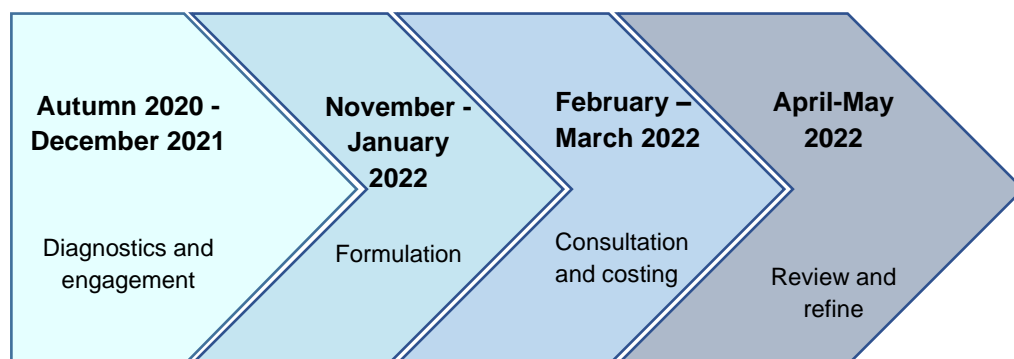 Autumn 2020 -
December 2021
Diagnostics and
engagement
November -
January
2022
Formulation
February –
March 2022
Consultation
and costing
April-May
2022
Review and
refine